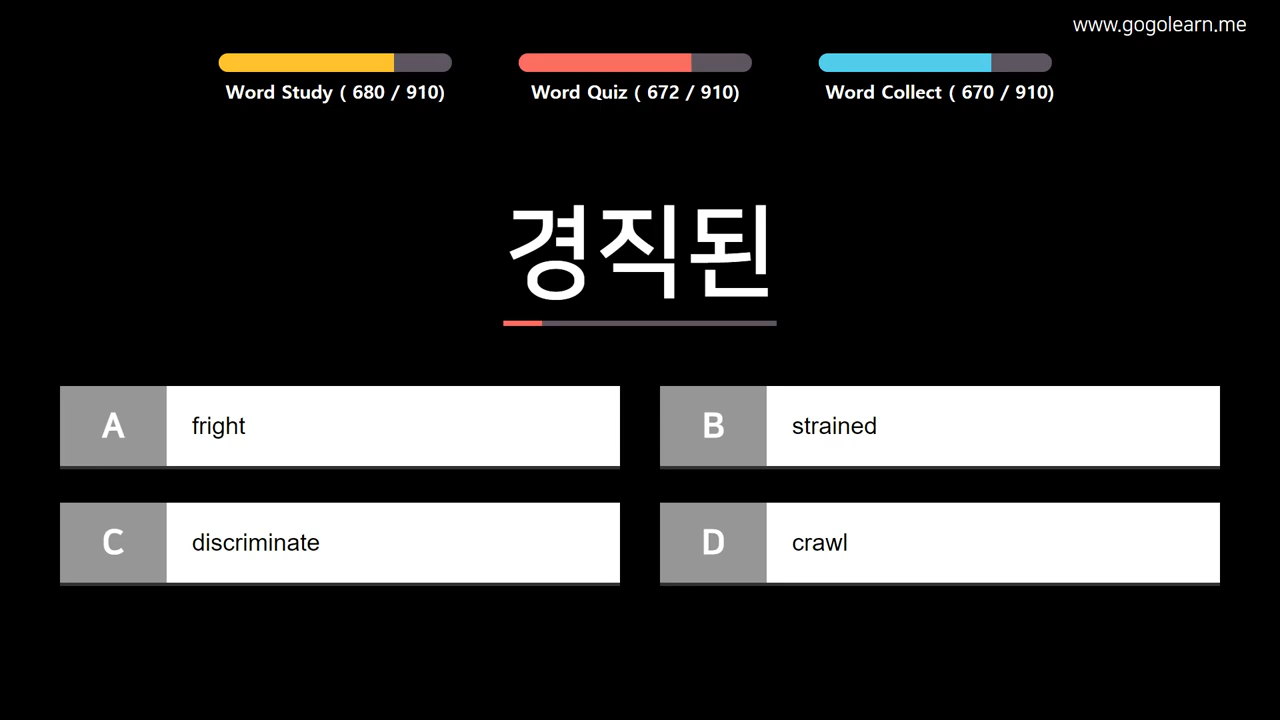 www.gogolearn.me
Word Study ( 680 / 910)
Word Quiz ( 672 / 910)
Word Collect ( 670 / 910)
경직된
A fright
B strained
C discriminate
D crawl